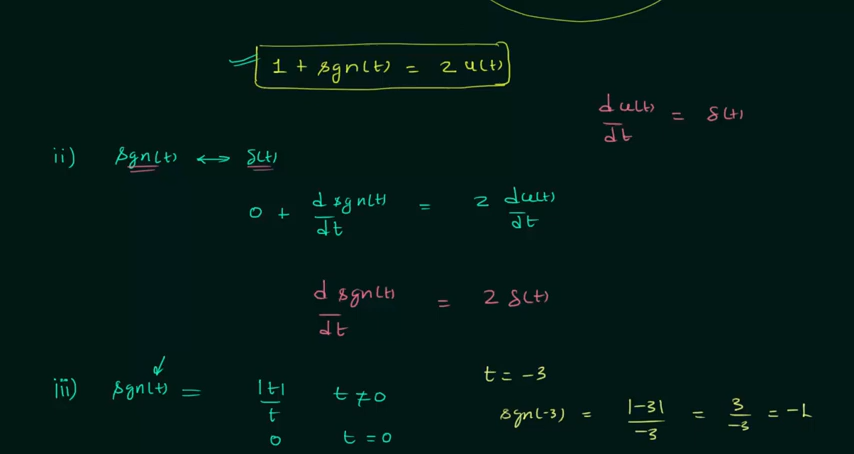 1 + sgn(t) = 2 u(t)
d u(t)/dt = δ(t)
ii) sgn(t) ↔ δ(t)
0 + d sgn(t)/dt = 2 d u(t)/dt
d sgn(t)/dt = 2 δ(t)
iii) sgn(t) = |t|/t t ≠ 0
0 t = 0
t = -3
sgn(-3) = |-3|/-3 = 3/-3 = -1